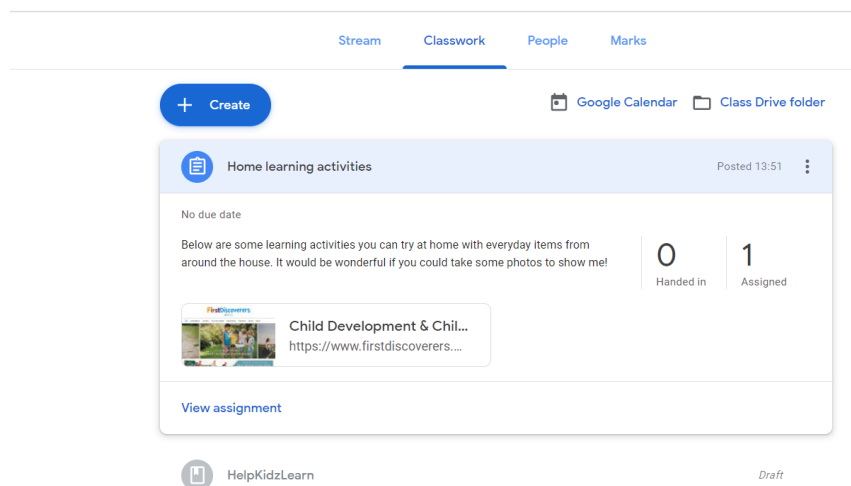 Stream Classwork People Marks
+ Create
Google Calendar Class Drive folder
Home learning activities Posted 13:51
No due date
Below are some learning activities you can try at home with everyday items from
around the house. It would be wonderful if you could take some photos to show me!
0 1
Handed in Assigned
FirstDiscoverers
Child Development & Chil...
https://www.firstdiscoverers....
View assignment
HelpKidzLearn Draft